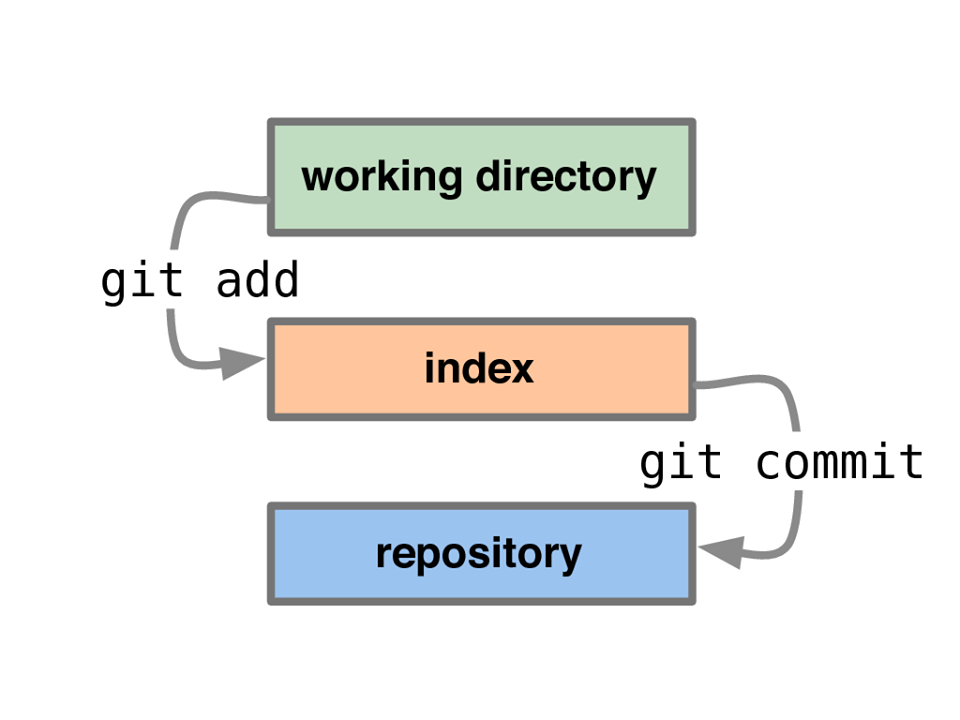 working directory
git add
index
git commit
repository